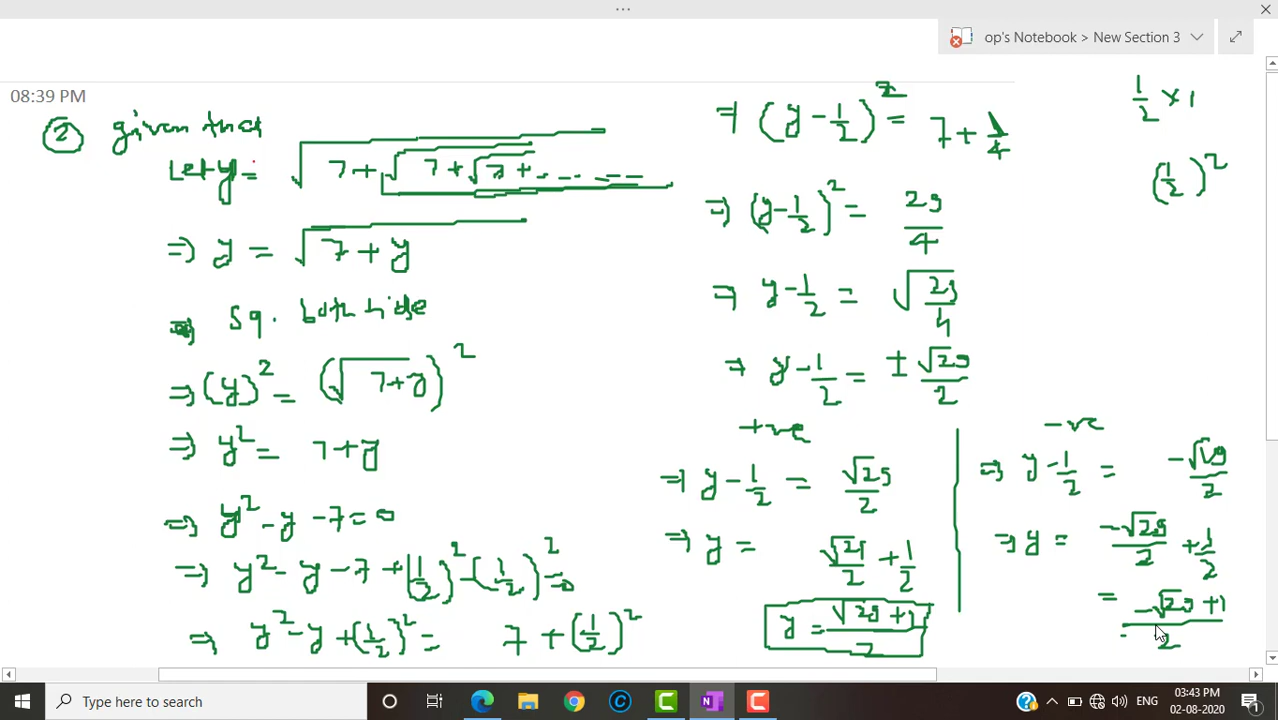 ...
op's Notebook > New Section 3
08:39 PM
② given that
Let y = √(7+√(7+√(7+.------
⇒ y = √(7+y)
⇒ sq. both side
⇒ (y)² = (√(7+y))²
⇒ y² = 7+y
⇒ y²-y-7=0
⇒ y²-y-7+(1/2)²-(1/2)²=0
⇒ y²-y+(1/2)² = 7+(1/2)²
⇒ (y-1/2)² = 7+1/4
⇒ (y-1/2)² = 29/4
⇒ y-1/2 = √(29/4)
⇒ y-1/2 = ±√29/2
+ve
⇒ y-1/2 = √29/2
⇒ y = √29/2 + 1/2
y = (√29+1)/2
-ve
⇒ y-1/2 = -√29/2
⇒ y = -√29/2 + 1/2
= (-√29+1)/2
1/2 × 1
(1/2)²
Type here to search
ENG
03:43 PM
02-08-2020